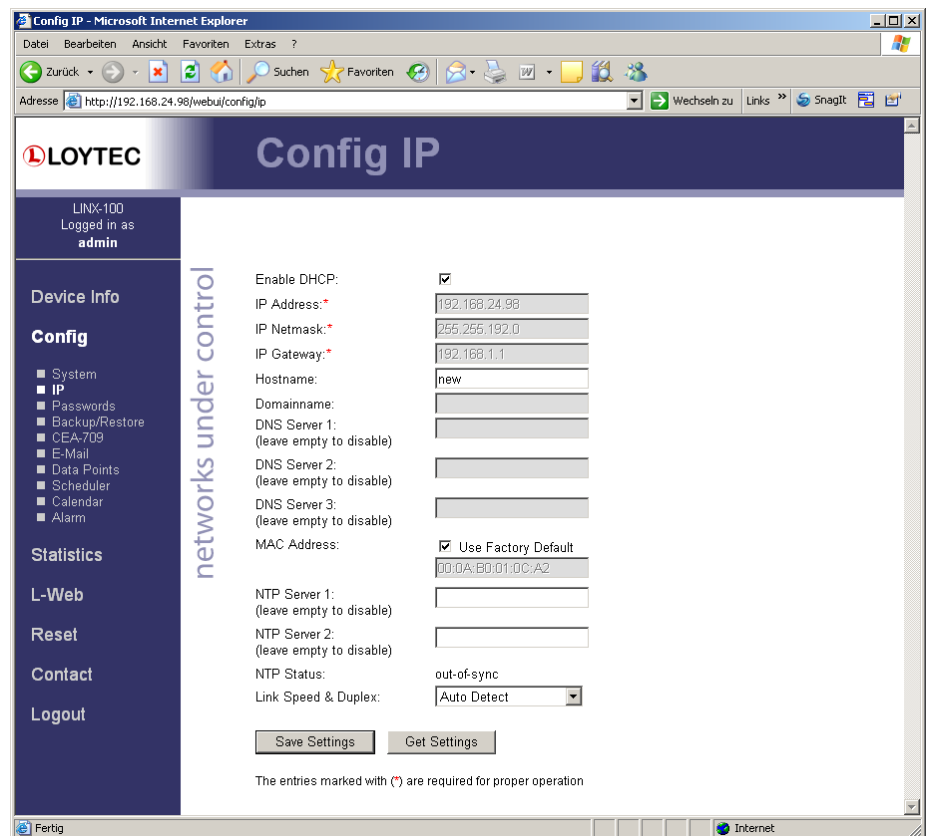 Config IP - Microsoft Internet Explorer
Datei Bearbeiten Ansicht Favoriten Extras ?
Zurück Suchen Favoriten
Adresse http://192.168.24.98/webui/config/ip Wechseln zu Links » SnagIt
LOYTEC
Config IP
LINX-100
Logged in as
admin
Device Info
Config
System
IP
Passwords
Backup/Restore
CEA-709
E-Mail
Data Points
Scheduler
Calendar
Alarm
Statistics
L-Web
Reset
Contact
Logout
networks under control
Enable DHCP:
IP Address:* 192.168.24.98
IP Netmask:* 255.255.192.0
IP Gateway:* 192.168.1.1
Hostname: new
Domainname:
DNS Server 1:
(leave empty to disable)
DNS Server 2:
(leave empty to disable)
DNS Server 3:
(leave empty to disable)
MAC Address: Use Factory Default
00:0A:B0:01:0C:A2
NTP Server 1:
(leave empty to disable)
NTP Server 2:
(leave empty to disable)
NTP Status: out-of-sync
Link Speed & Duplex: Auto Detect
Save Settings Get Settings
The entries marked with (*) are required for proper operation
Fertig Internet